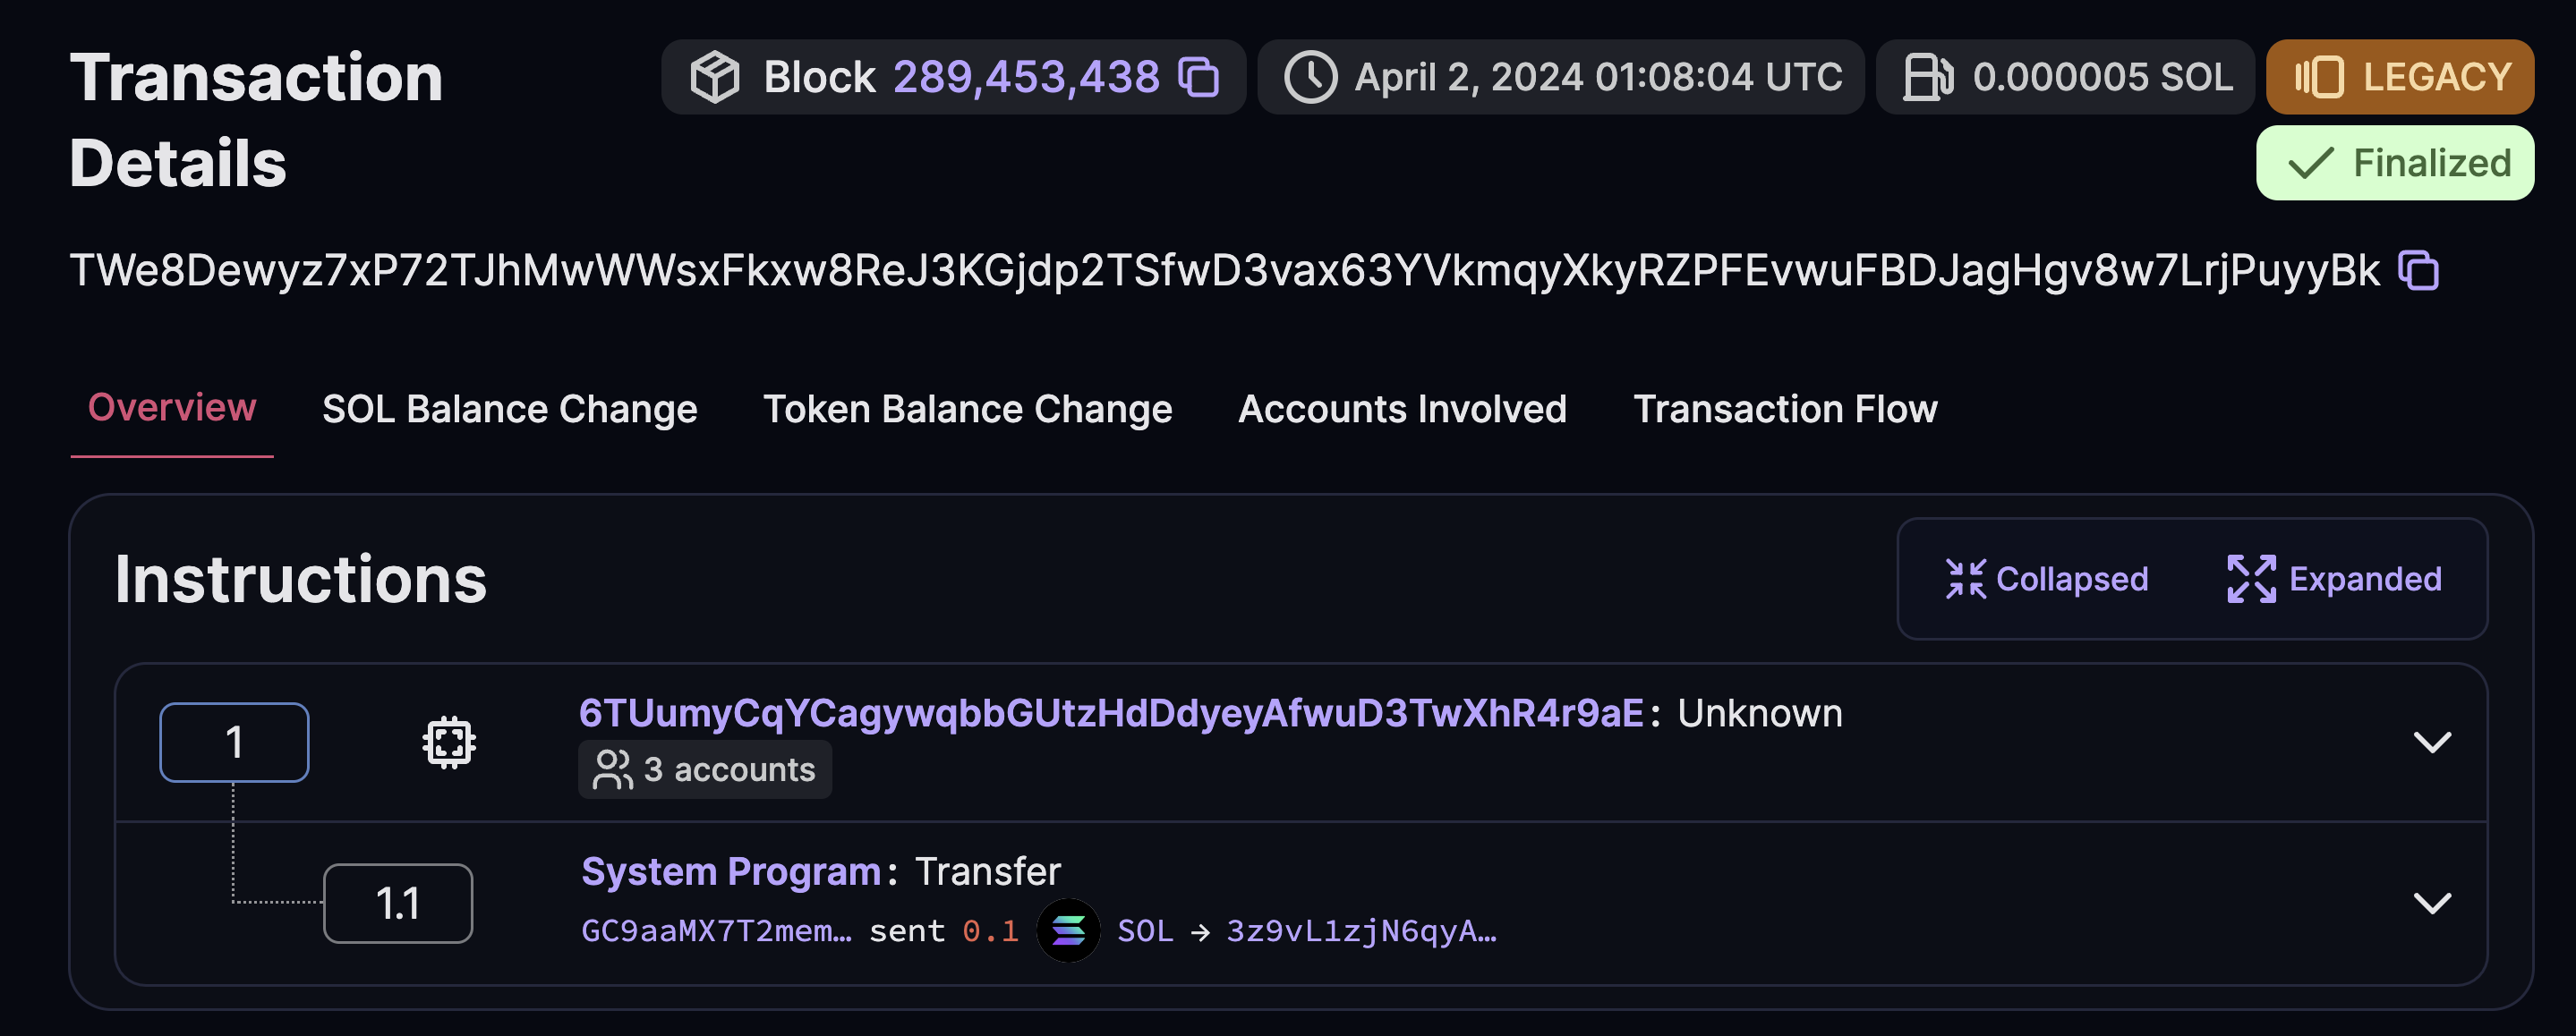 Transaction Details
Block 289,453,438
April 2, 2024 01:08:04 UTC
0.000005 SOL
LEGACY
Finalized
TWe8Dewyz7xP72TJhMwWWsxFkxw8ReJ3KGjdp2TSfwD3vax63YVkmqyXkyRZPFEvwuFBDJagHgv8w7LrjPuyyBk
Overview SOL Balance Change Token Balance Change Accounts Involved Transaction Flow
Instructions
Collapsed Expanded
1
6TUumyCqYCagywqbbGUtzHdDdyeyAfwuD3TwXhR4r9aE: Unknown
3 accounts
1.1
System Program: Transfer
GC9aaMX7T2mem… sent 0.1 SOL → 3z9vL1zjN6qyA…